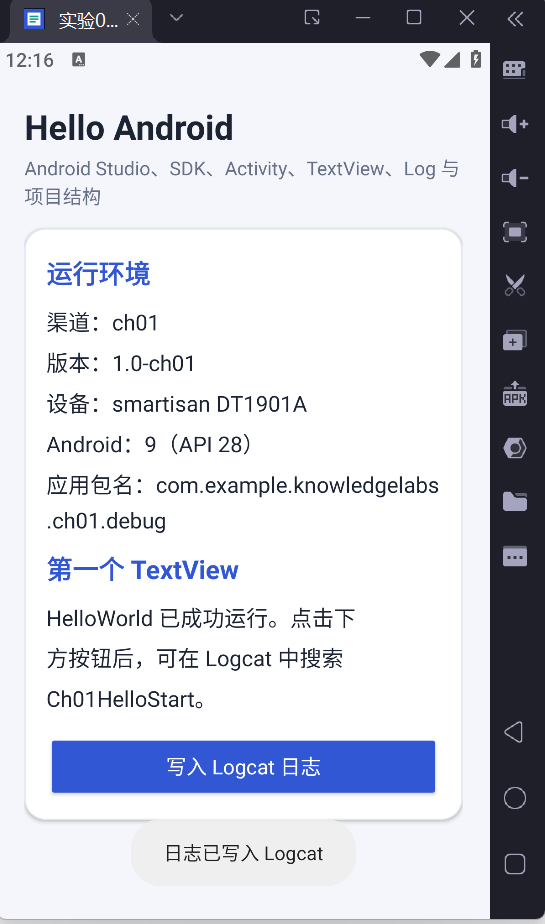 实验0...
12:16 A
Hello Android
Android Studio、SDK、Activity、TextView、Log 与
项目结构
运行环境
渠道：ch01
版本：1.0-ch01
设备：smartisan DT1901A
Android：9（API 28）
应用包名：com.example.knowledgelabs
.ch01.debug
第一个 TextView
HelloWorld 已成功运行。点击下
方按钮后，可在 Logcat 中搜索
Ch01HelloStart。
写入 Logcat 日志
日志已写入 Logcat
APK